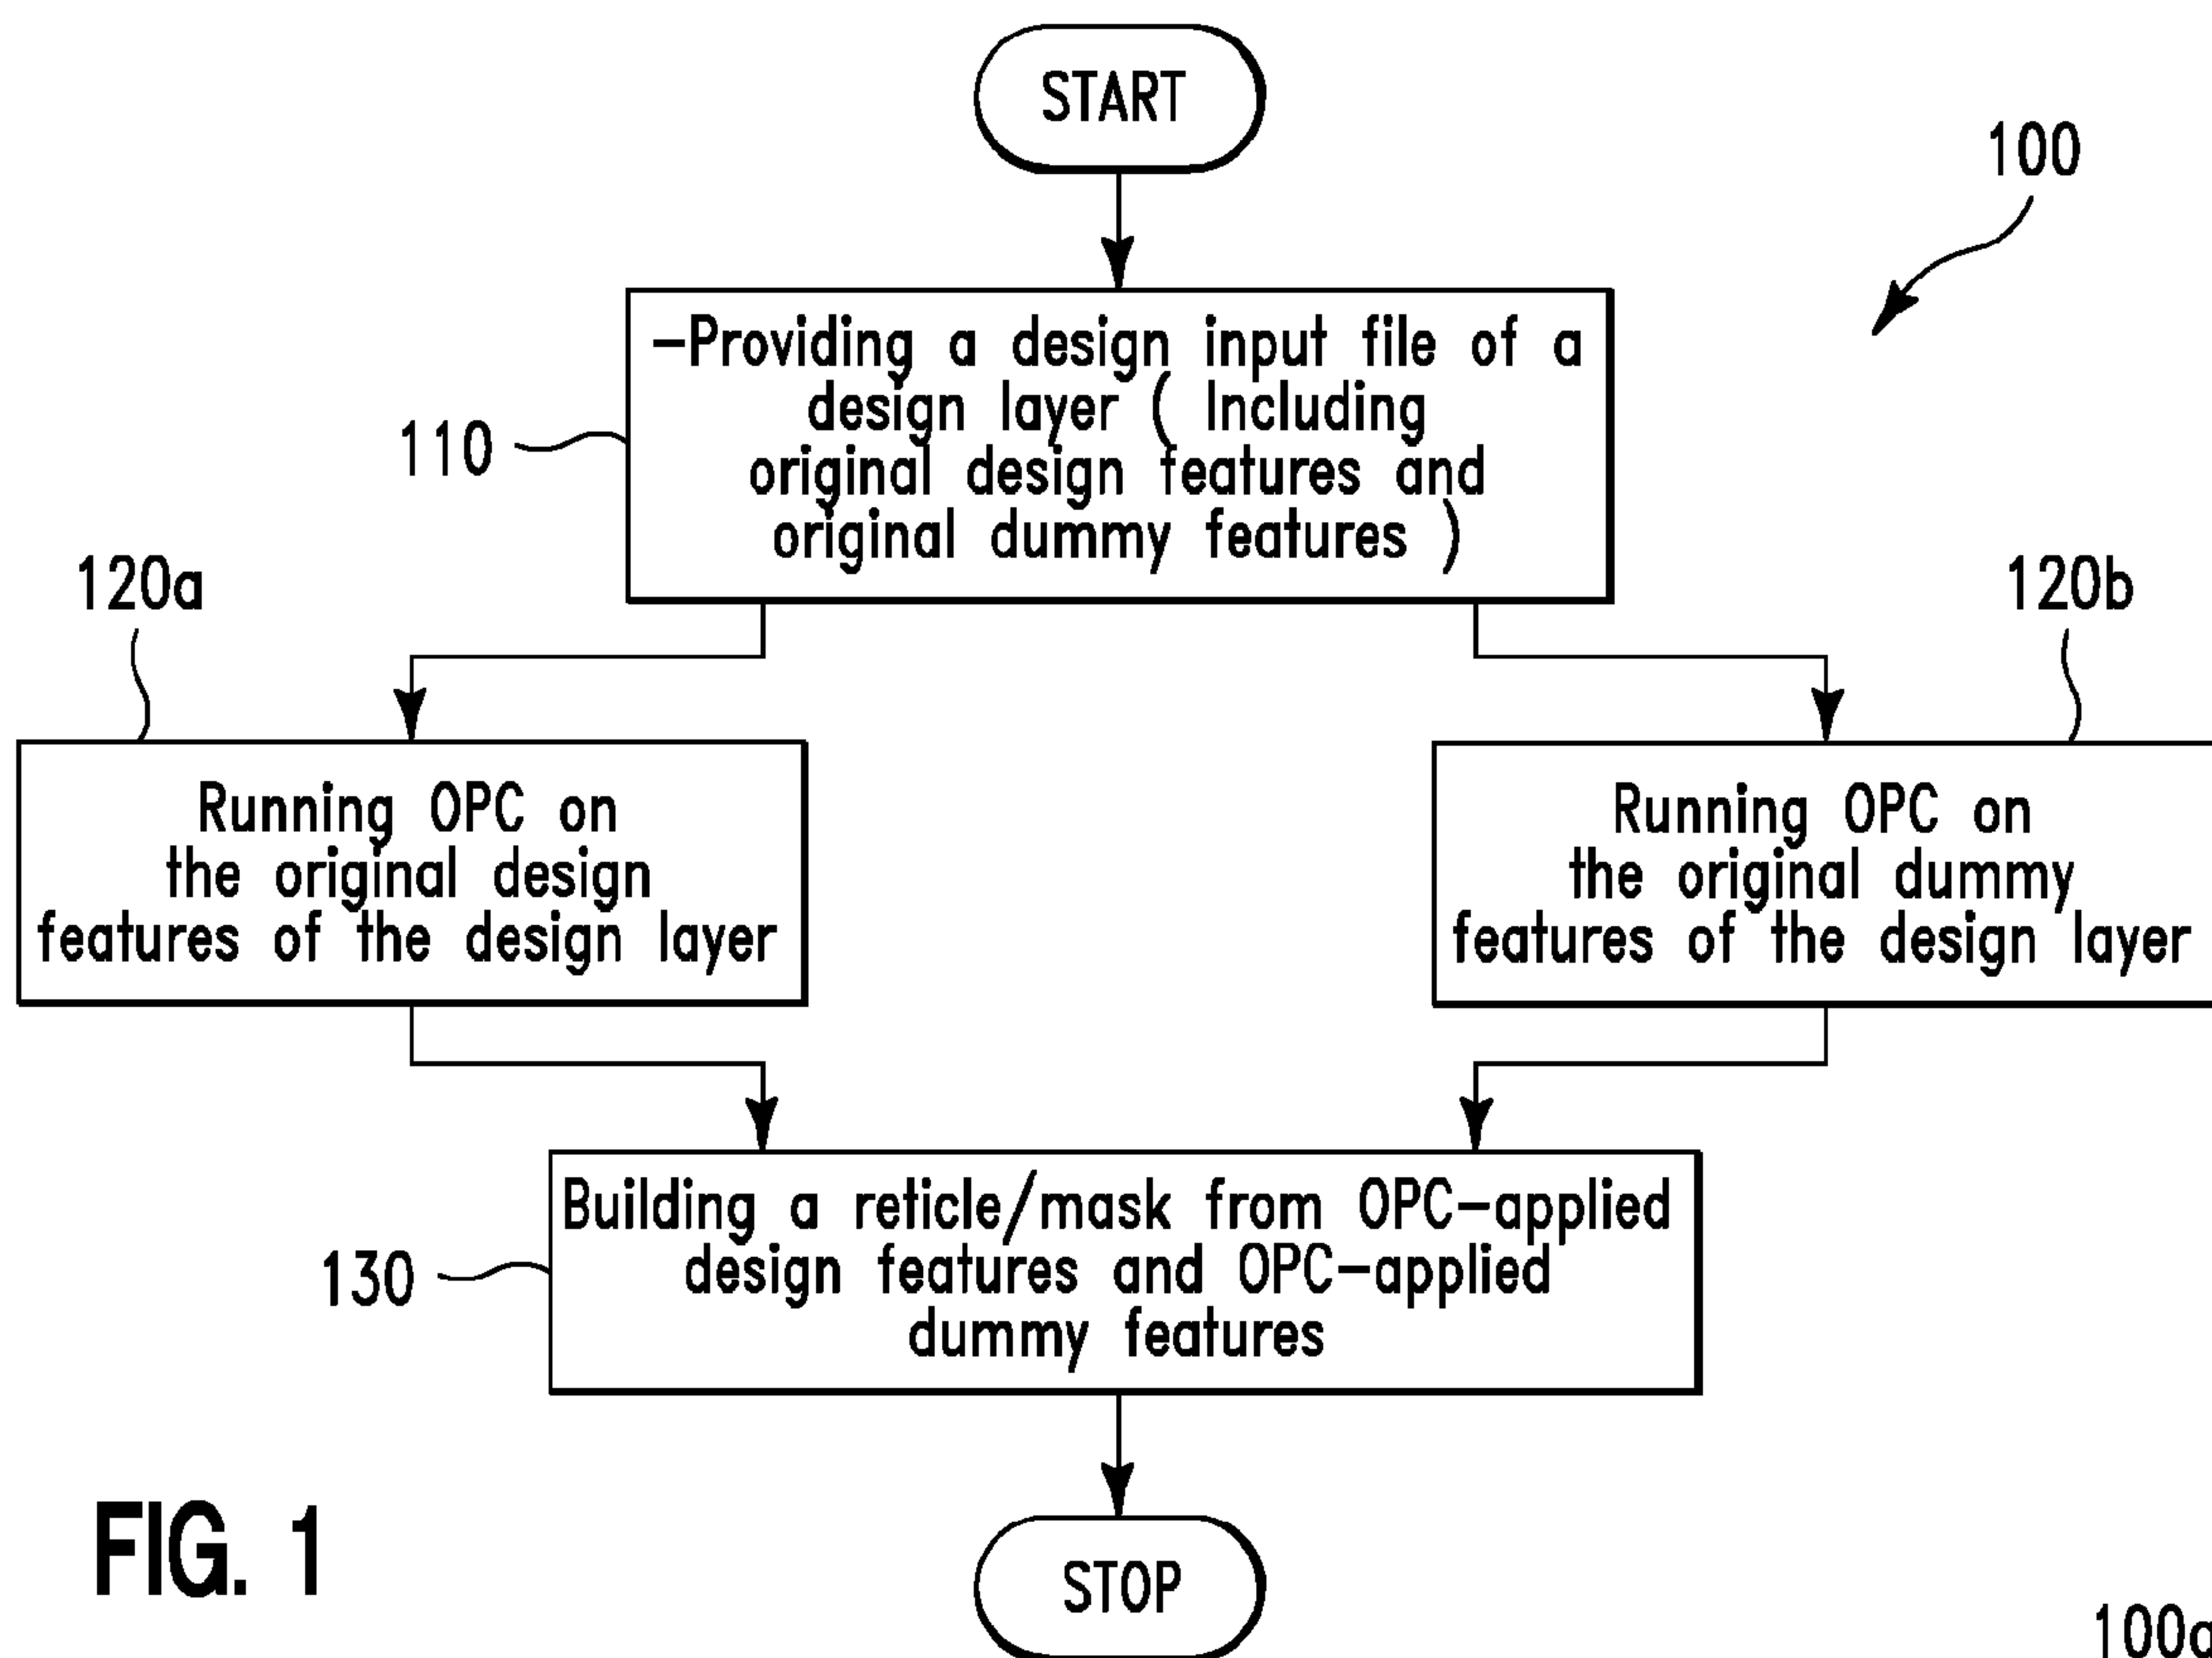 START
100
-Providing a design input file of a
design layer ( Including
original design features and
original dummy features )
110
120a
120b
Running OPC on
the original design
features of the design layer
Running OPC on
the original dummy
features of the design layer
Building a reticle/mask from OPC-applied
design features and OPC-applied
dummy features
130
FIG. 1
STOP
100a